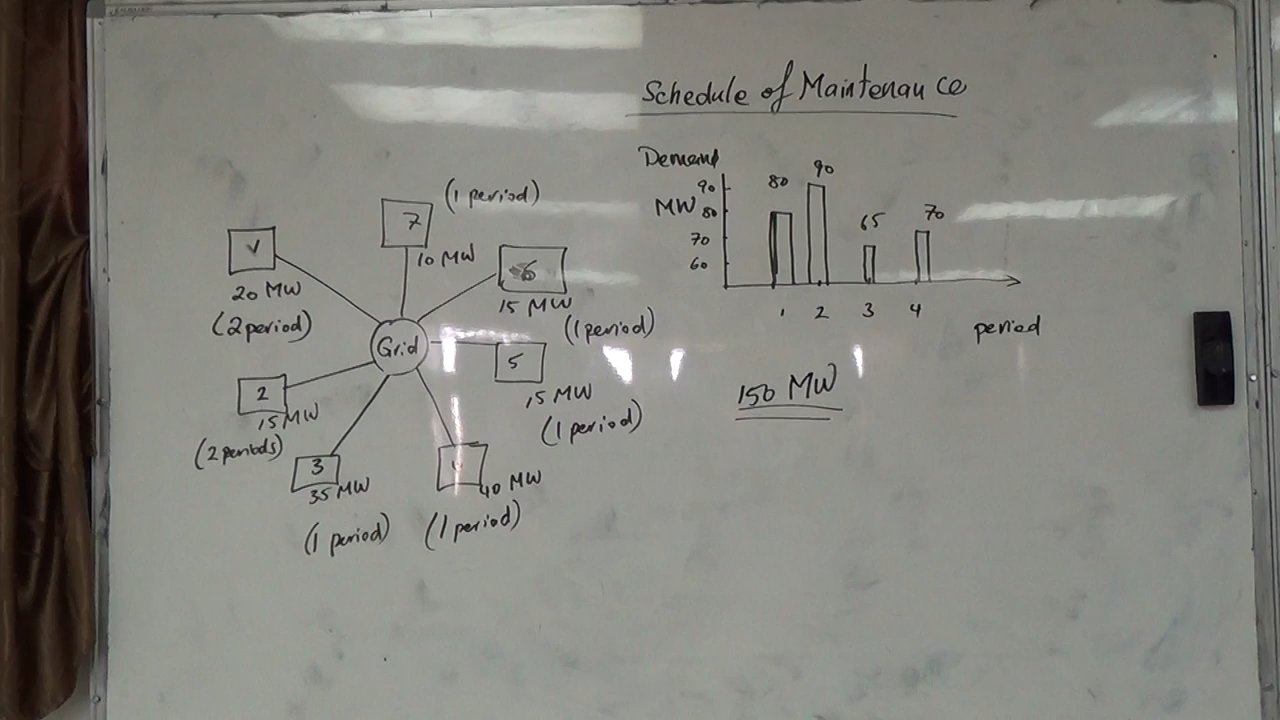 Schedule of Maintenance
Demand
MW
90
80
70
60
80
90
65
70
1
2
3
4
period
150 MW
Grid
7
(1 period)
10 MW
20 MW
(2 period)
6
15 MW
(1 period)
5
15 MW
(1 period)
2
15 MW
(2 periods)
3
35 MW
(1 period)
40 MW
(1 period)